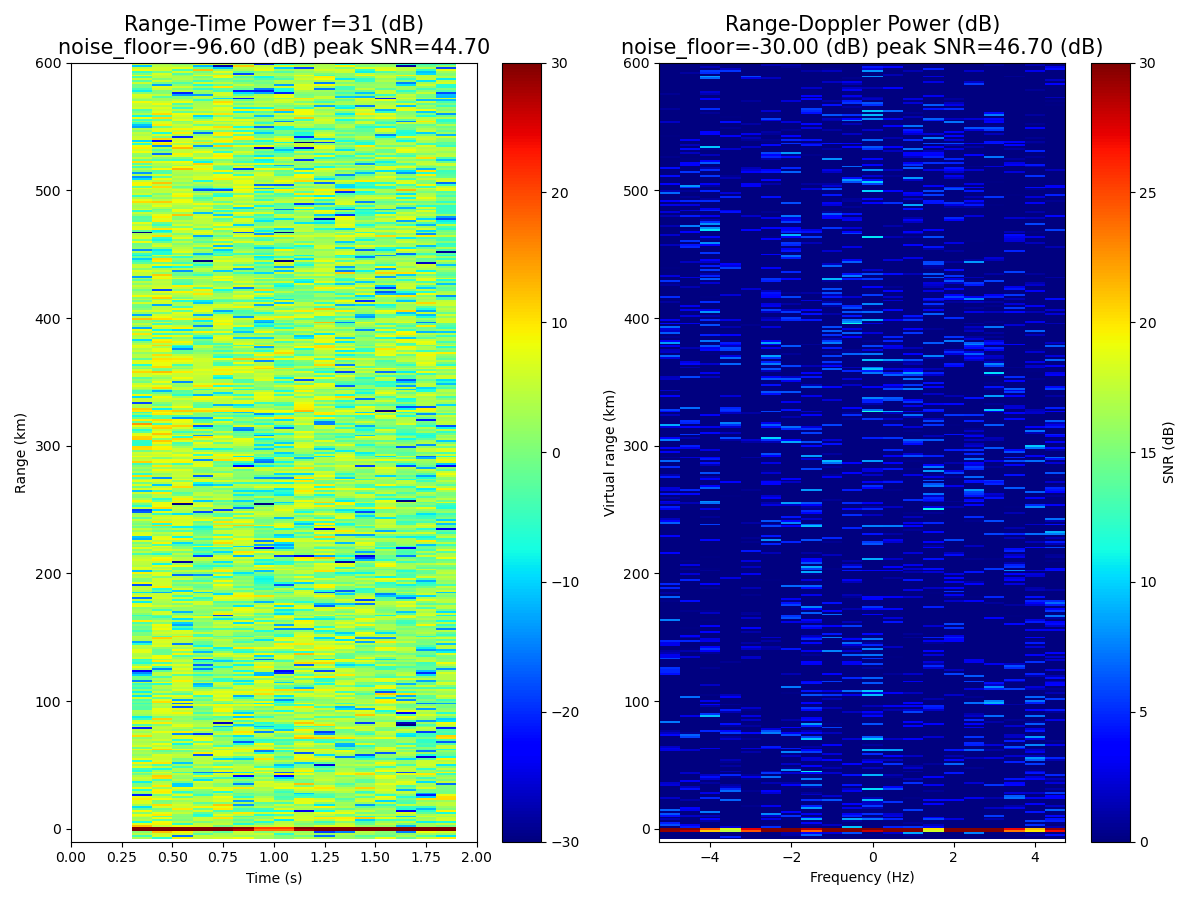 Range-Time Power f=31 (dB)
noise_floor=-96.60 (dB) peak SNR=44.70
Range-Doppler Power (dB)
noise_floor=-30.00 (dB) peak SNR=46.70 (dB)
600
500
400
300
200
100
0
Range (km)
0.00 0.25 0.50 0.75 1.00 1.25 1.50 1.75 2.00
Time (s)
30
20
10
0
−10
−20
−30
600
500
400
300
200
100
0
Virtual range (km)
−4 −2 0 2 4
Frequency (Hz)
30
25
20
15
10
5
0
SNR (dB)